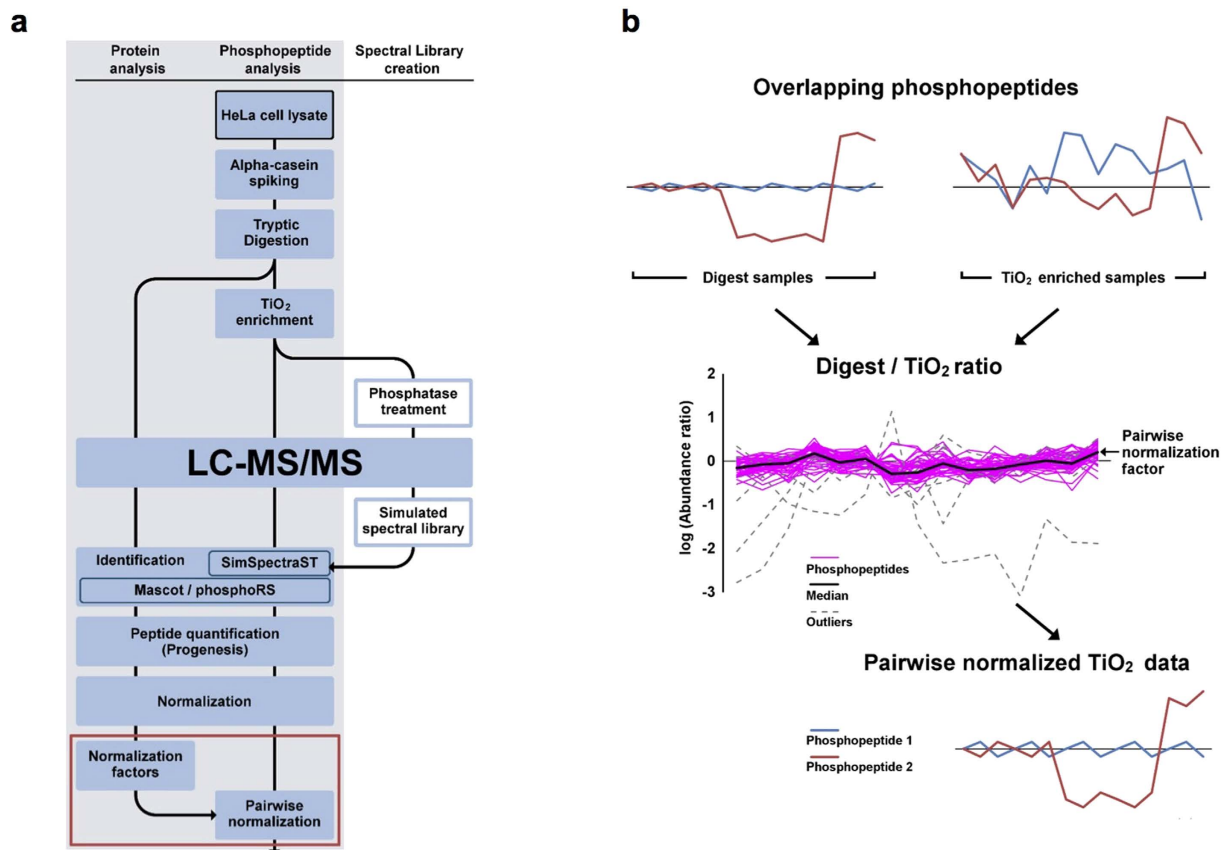 a
Protein
analysis
Phosphopeptide
analysis
Spectral Library
creation
HeLa cell lysate
Alpha-casein
spiking
Tryptic
Digestion
TiO2
enrichment
Phosphatase
treatment
LC-MS/MS
Simulated
spectral library
Identification
SimSpectraST
Mascot / phosphoRS
Peptide quantification
(Progenesis)
Normalization
Normalization
factors
Pairwise
normalization
b
Overlapping phosphopeptides
Digest samples
TiO2 enriched samples
Digest / TiO2 ratio
log (Abundance ratio)
2
1
0
-1
-2
-3
Pairwise
normalization
factor
Phosphopeptides
Median
Outliers
Pairwise normalized TiO2 data
Phosphopeptide 1
Phosphopeptide 2